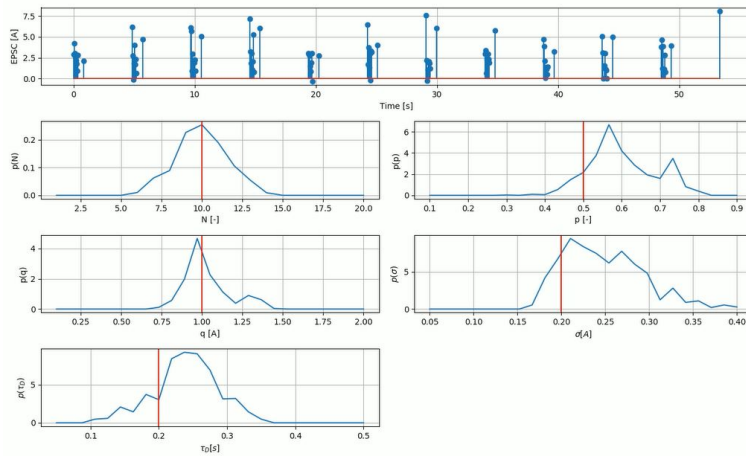 EPSC [A]
7.5
5.0
2.5
0.0
0 10 20 30 40 50
Time [s]
p(N)
0.2
0.1
0.0
2.5 5.0 7.5 10.0 12.5 15.0 17.5 20.0
N [-]
p(p)
6
4
2
0
0.1 0.2 0.3 0.4 0.5 0.6 0.7 0.8 0.9
p [-]
p(q)
4
2
0
0.25 0.50 0.75 1.00 1.25 1.50 1.75 2.00
q [A]
p(σ)
5
0
0.05 0.10 0.15 0.20 0.25 0.30 0.35 0.40
σ[A]
p(τD)
5
0
0.1 0.2 0.3 0.4 0.5
τD[s]